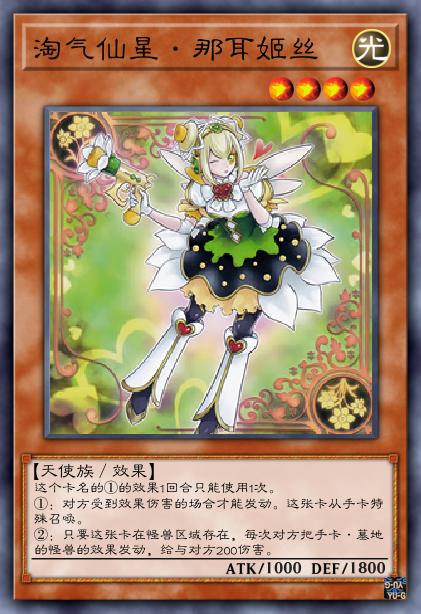 淘气仙星・那耳姬丝
光
【天使族／效果】
这个卡名的①的效果1回合只能使用1次。
①：对方受到效果伤害的场合才能发动。这张卡从手卡特
殊召唤。
②：只要这张卡在怪兽区域存在，每次对方把手卡・墓地
的怪兽的效果发动，给与对方200伤害。
ATK/1000 DEF/1800